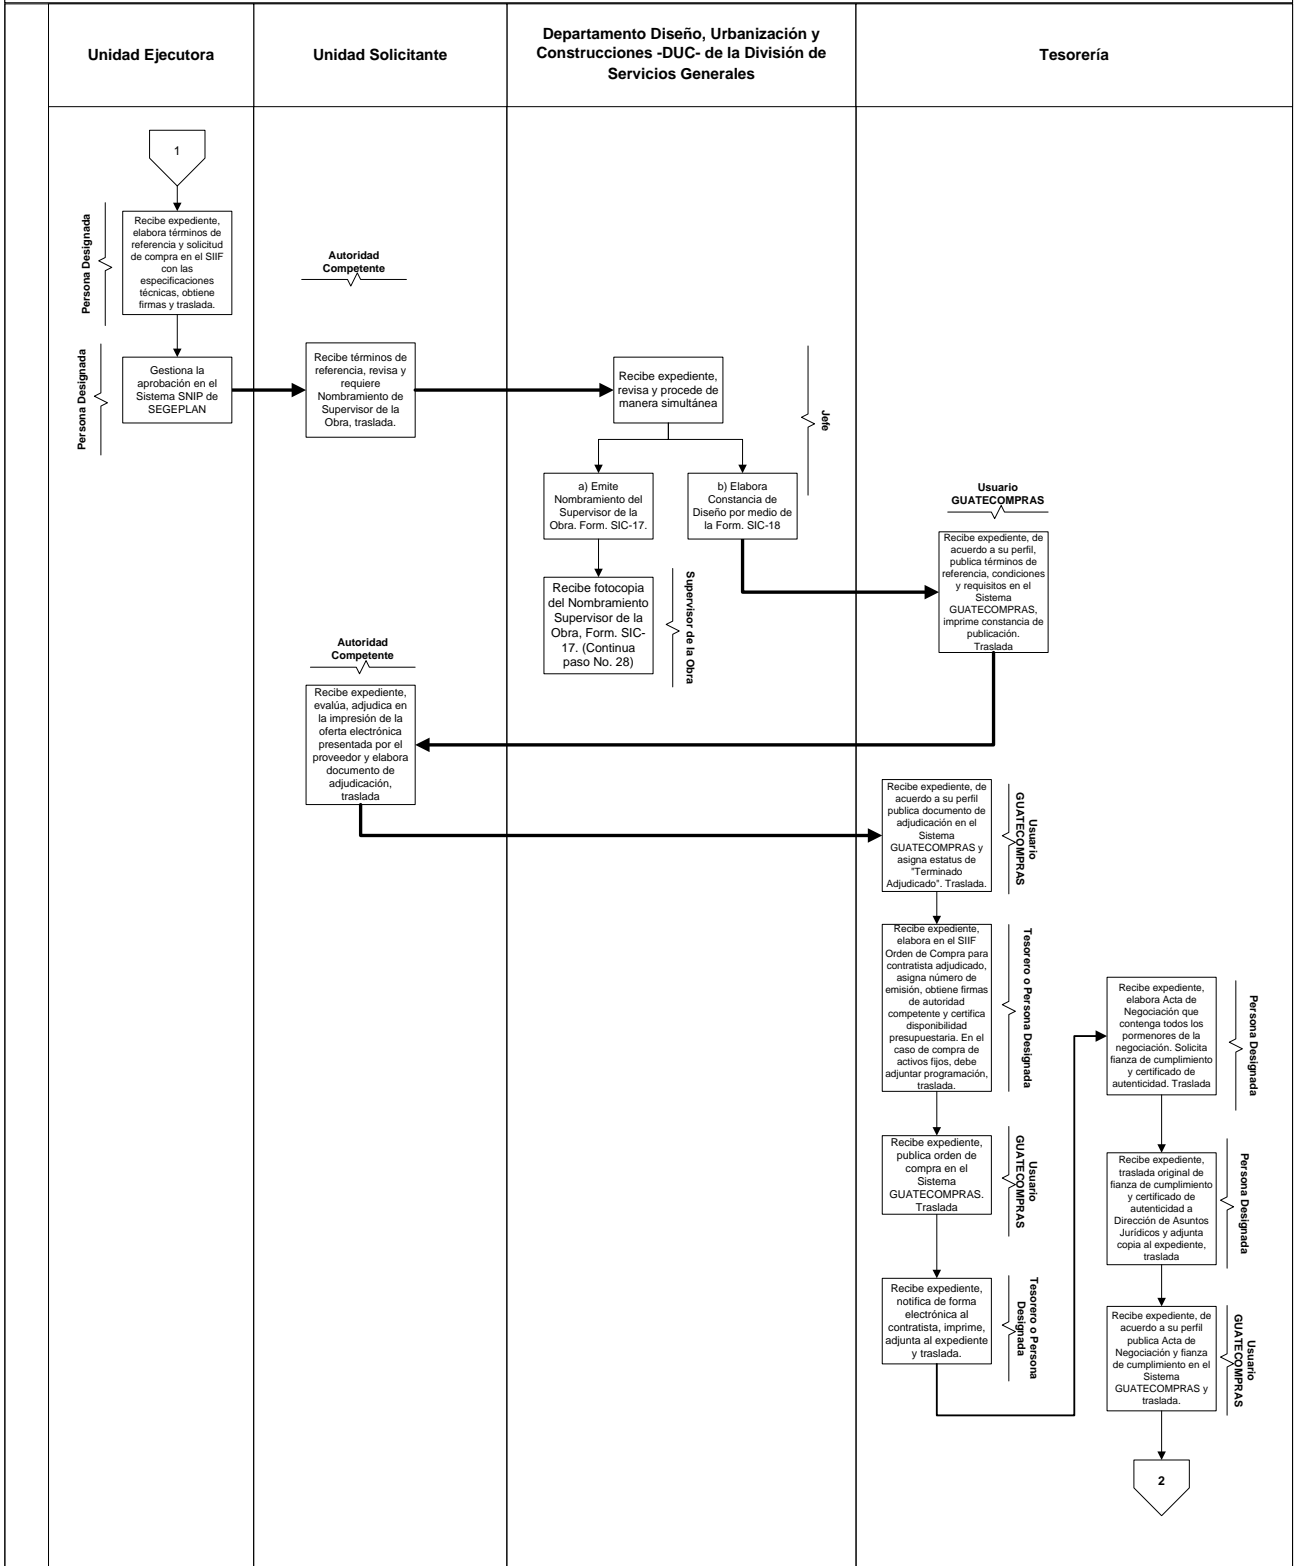 Unidad Ejecutora
Unidad Solicitante
Departamento Diseño, Urbanización y
Construcciones -DUC- de la División de
Servicios Generales
Tesorería
1
Persona Designada
Recibe expediente,
elabora términos de
referencia y solicitud
de compra en el SIIF
con las
especificaciones
técnicas, obtiene
firmas y traslada.
Persona Designada
Gestiona la
aprobación en el
Sistema SNIP de
SEGEPLAN
Autoridad
Competente
Recibe términos de
referencia, revisa y
requiere
Nombramiento de
Supervisor de la
Obra, traslada.
Recibe expediente,
revisa y procede de
manera simultánea
Jefe
a) Emite
Nombramiento del
Supervisor de la
Obra. Form. SIC-17.
b) Elabora
Constancia de
Diseño por medio de
la Form. SIC-18
Recibe fotocopia
del Nombramiento
Supervisor de la
Obra, Form. SIC-
17. (Continua
paso No. 28)
Supervisor de la Obra
Usuario
GUATECOMPRAS
Recibe expediente, de
acuerdo a su perfil,
publica términos de
referencia, condiciones
y requisitos en el
Sistema
GUATECOMPRAS,
imprime constancia de
publicación.
Traslada
Autoridad
Competente
Recibe expediente,
evalúa, adjudica en
la impresión de la
oferta electrónica
presentada por el
proveedor y elabora
documento de
adjudicación,
traslada
Recibe expediente, de
acuerdo a su perfil
publica documento de
adjudicación en el
Sistema
GUATECOMPRAS y
asigna estatus de
"Terminado
Adjudicado". Traslada.
Usuario
GUATECOMPRAS
Recibe expediente,
elabora en el SIIF
Orden de Compra para
contratista adjudicado,
asigna número de
emisión, obtiene firmas
de autoridad
competente y certifica
disponibilidad
presupuestaria. En el
caso de compra de
activos fijos, debe
adjuntar programación,
traslada.
Tesorero o Persona Designada
Recibe expediente,
publica orden de
compra en el
Sistema
GUATECOMPRAS.
Traslada
Usuario
GUATECOMPRAS
Recibe expediente,
notifica de forma
electrónica al
contratista, imprime,
adjunta al expediente
y traslada.
Tesorero o Persona
Designada
Recibe expediente,
elabora Acta de
Negociación que
contenga todos los
pormenores de la
negociación. Solicita
fianza de cumplimiento
y certificado de
autenticidad. Traslada
Persona Designada
Recibe expediente,
traslada original de
fianza de cumplimiento
y certificado de
autenticidad a
Dirección de Asuntos
Jurídicos y adjunta
copia al expediente,
traslada
Persona Designada
Recibe expediente, de
acuerdo a su perfil
publica Acta de
Negociación y fianza
de cumplimiento en el
Sistema
GUATECOMPRAS y
traslada.
Usuario
GUATECOMPRAS
2